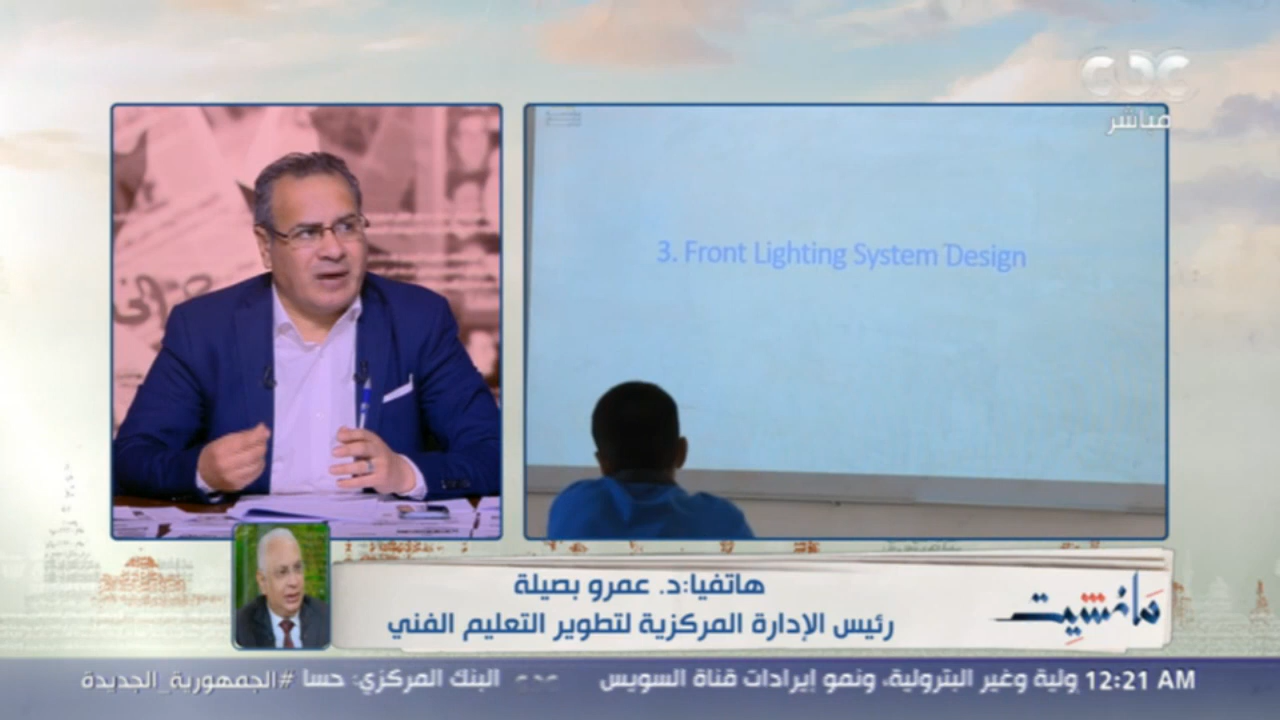 cbc
مباشر
3. Front Lighting System Design
هاتفيا:د. عمرو بصيلة
رئيس الإدارة المركزية لتطوير التعليم الفني
مانشيت
12:21 AM
ولية وغير البترولية، ونمو إيرادات قناة السويس cbc البنك المركزي: حسا
#الجمهورية_الجديدة